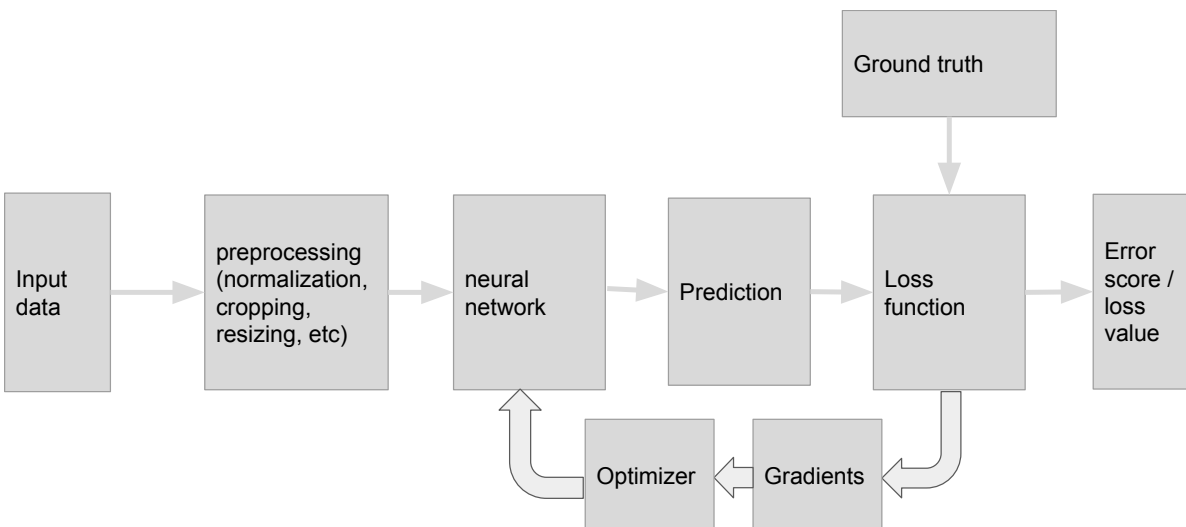 Ground truth
Input
data
preprocessing
(normalization,
cropping,
resizing, etc)
neural
network
Prediction
Loss
function
Error
score /
loss
value
Optimizer
Gradients